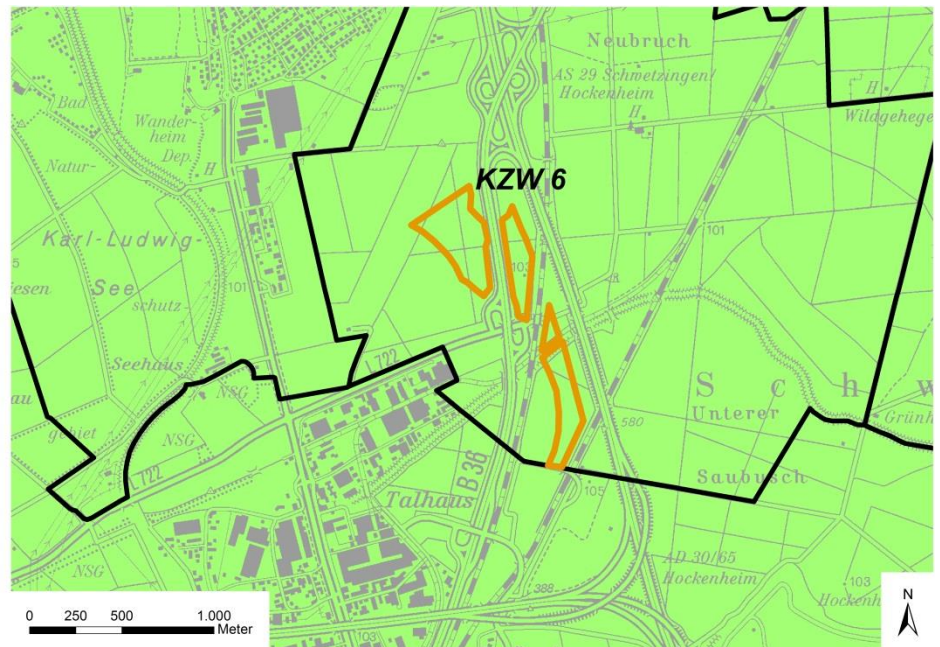 Neubruch
AS 29 Schwetzingen/
Hockenheim
H
H
Wildgehege
Bad
Wander-
heim
Dep.
H
Natur-
KZW 6
Karl-Ludwig-
See
schutz-
101
101
103
Seehaus
gebiet
NSG
NSG
NSG
L 722
L 722
B 36
Talhaus
580
Unterer
Saubusch
S c h w
Grünh
105
AD 30/65
Hockenheim
103
Hockenh
388
103
0 250 500 1.000
Meter
N